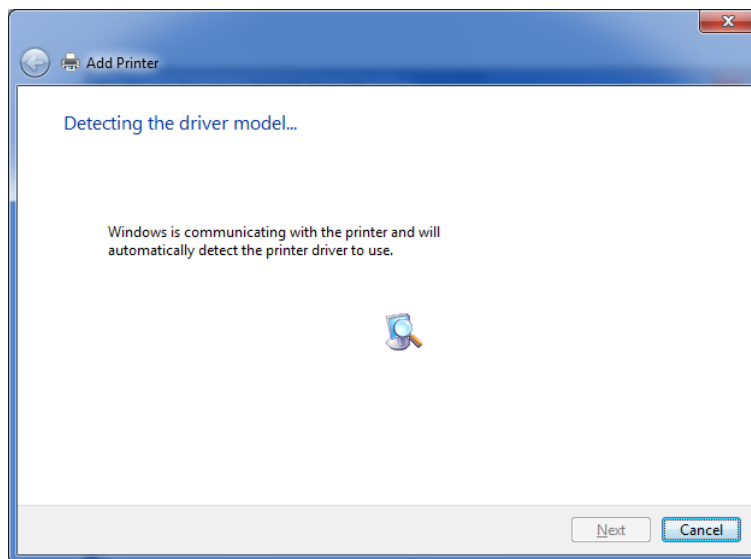 Add Printer
Detecting the driver model...
Windows is communicating with the printer and will
automatically detect the printer driver to use.
Next
Cancel